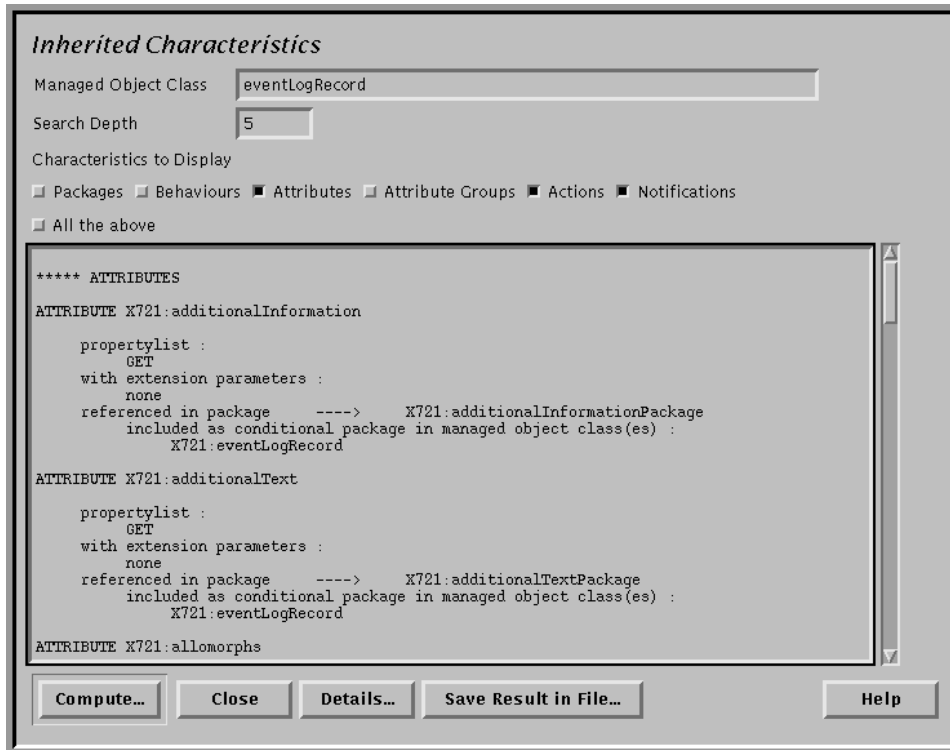 Inherited Characteristics
Managed Object Class eventLogRecord
Search Depth 5
Characteristics to Display
Packages Behaviours Attributes Attribute Groups Actions Notifications
All the above
***** ATTRIBUTES
ATTRIBUTE X721:additionalInformation
propertylist :
GET
with extension parameters :
none
referenced in package ----> X721:additionalInformationPackage
included as conditional package in managed object class(es) :
X721:eventLogRecord
ATTRIBUTE X721:additionalText
propertylist :
GET
with extension parameters :
none
referenced in package ----> X721:additionalTextPackage
included as conditional package in managed object class(es) :
X721:eventLogRecord
ATTRIBUTE X721:allomorphs
Compute... Close Details... Save Result in File... Help